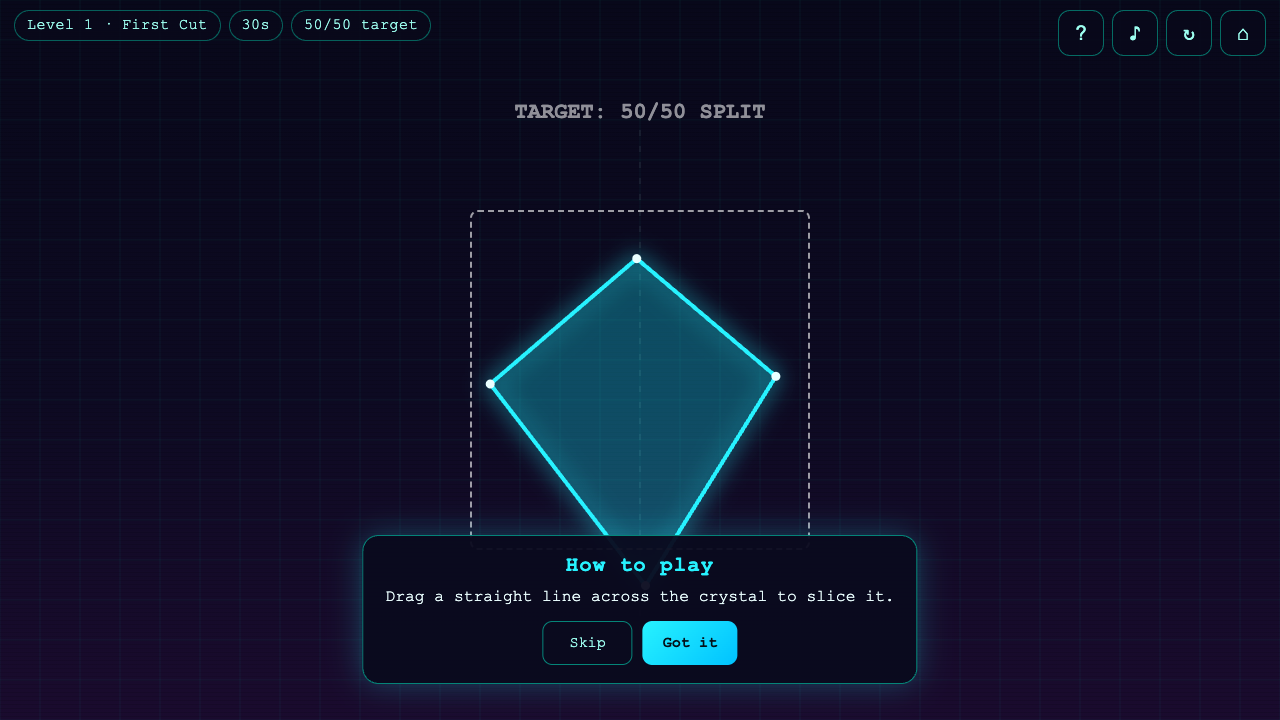 Level 1 · First Cut
30s
50/50 target
?
♪
↻
⌂
TARGET: 50/50 SPLIT
How to play
Drag a straight line across the crystal to slice it.
Skip
Got it